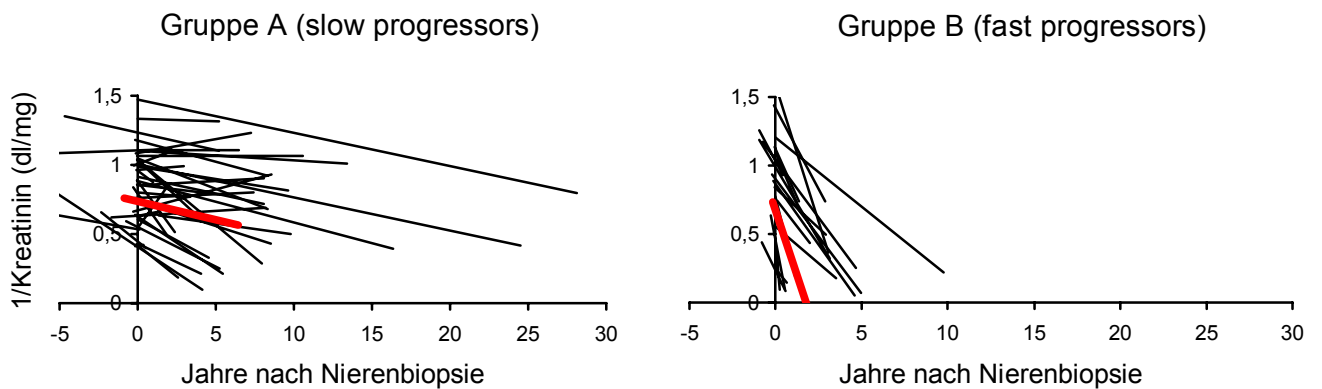 Gruppe A (slow progressors)
Gruppe B (fast progressors)
1/Kreatinin (dl/mg)
1,5
1
0,5
0
-5 0 5 10 15 20 25 30
Jahre nach Nierenbiopsie
1,5
1
0,5
0
-5 0 5 10 15 20 25 30
Jahre nach Nierenbiopsie